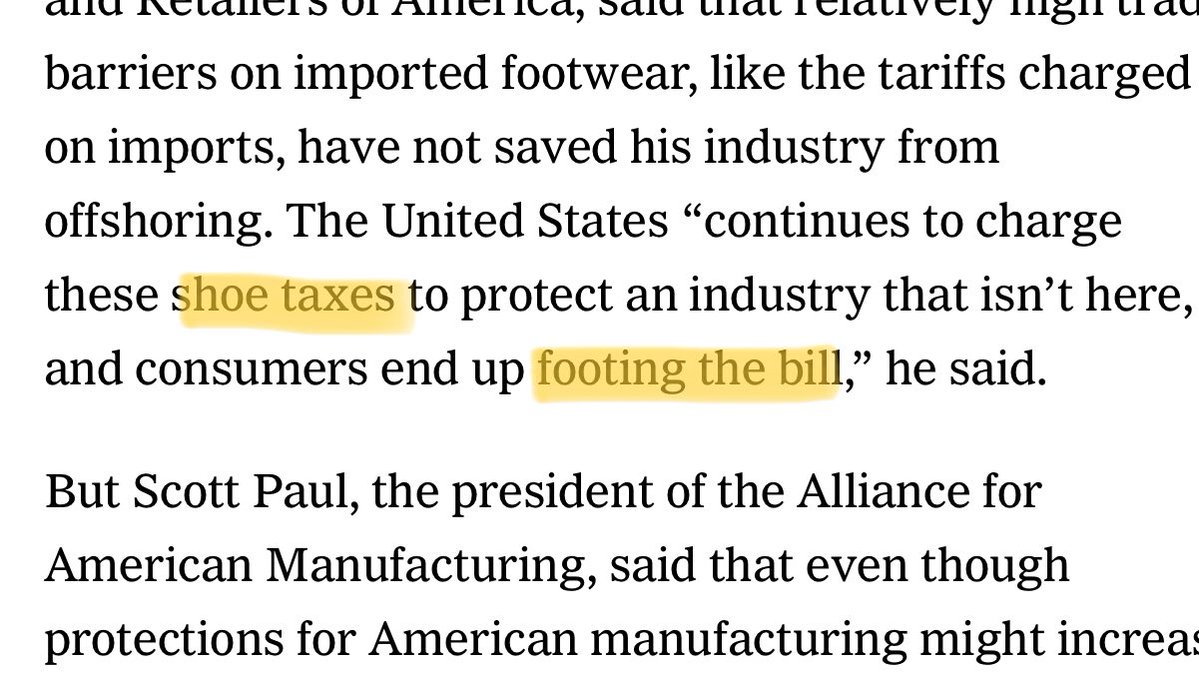 and Retailers of America, said that relatively high trad
barriers on imported footwear, like the tariffs charged
on imports, have not saved his industry from
offshoring. The United States “continues to charge
these shoe taxes to protect an industry that isn’t here,
and consumers end up footing the bill,” he said.
But Scott Paul, the president of the Alliance for
American Manufacturing, said that even though
protections for American manufacturing might increas